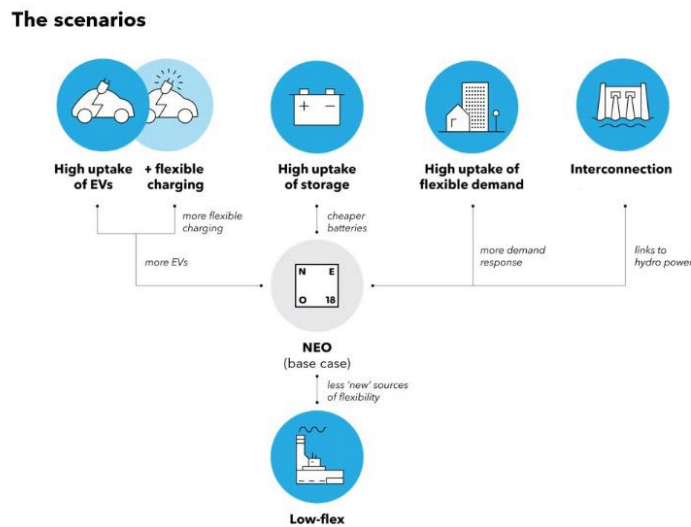 The scenarios
High uptake
of EVs
+ flexible
charging
High uptake
of storage
High uptake of
flexible demand
Interconnection
more flexible
charging
cheaper
batteries
more demand
response
links to
hydro power
more EVs
N E
O 18
NEO
(base case)
less 'new' sources
of flexibility
Low-flex